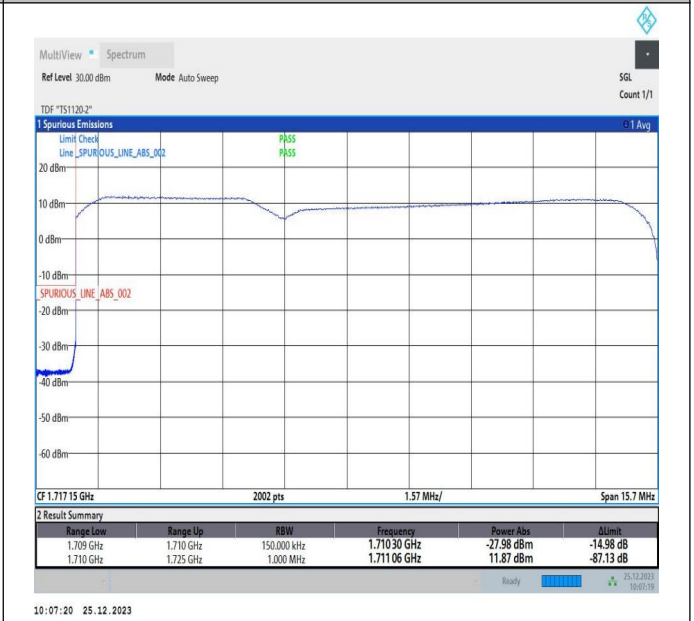 R S
MultiView Spectrum
Ref Level 30.00 dBm Mode Auto Sweep SGL
Count 1/1
TDF "TS1120-2"
1 Spurious Emissions 1 Avg
Limit Check PASS
Line _SPURIOUS_LINE_ABS_002 PASS
20 dBm
10 dBm
0 dBm
-10 dBm
_SPURIOUS_LINE_ABS_002
-20 dBm
-30 dBm
-40 dBm
-50 dBm
-60 dBm
CF 1.717 15 GHz 2002 pts 1.57 MHz/ Span 15.7 MHz
2 Result Summary
Range Low Range Up RBW Frequency Power Abs ΔLimit
1.709 GHz 1.710 GHz 150.000 kHz 1.710 30 GHz -27.98 dBm -14.98 dB
1.710 GHz 1.725 GHz 1.000 MHz 1.711 06 GHz 11.87 dBm -87.13 dB
Ready 25.12.2023
10:07:19
10:07:20 25.12.2023